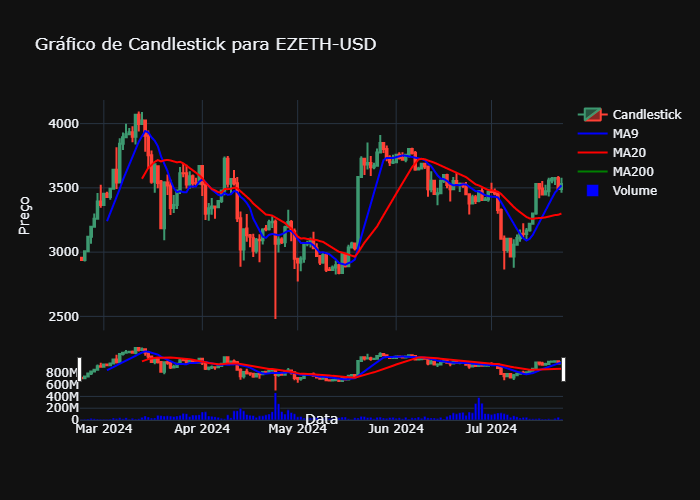 Gráfico de Candlestick para EZETH-USD
Candlestick
MA9
MA20
MA200
Volume
Preço
4000
3500
3000
2500
800M
600M
400M
200M
0
Mar 2024
Apr 2024
May 2024
Jun 2024
Jul 2024
Data